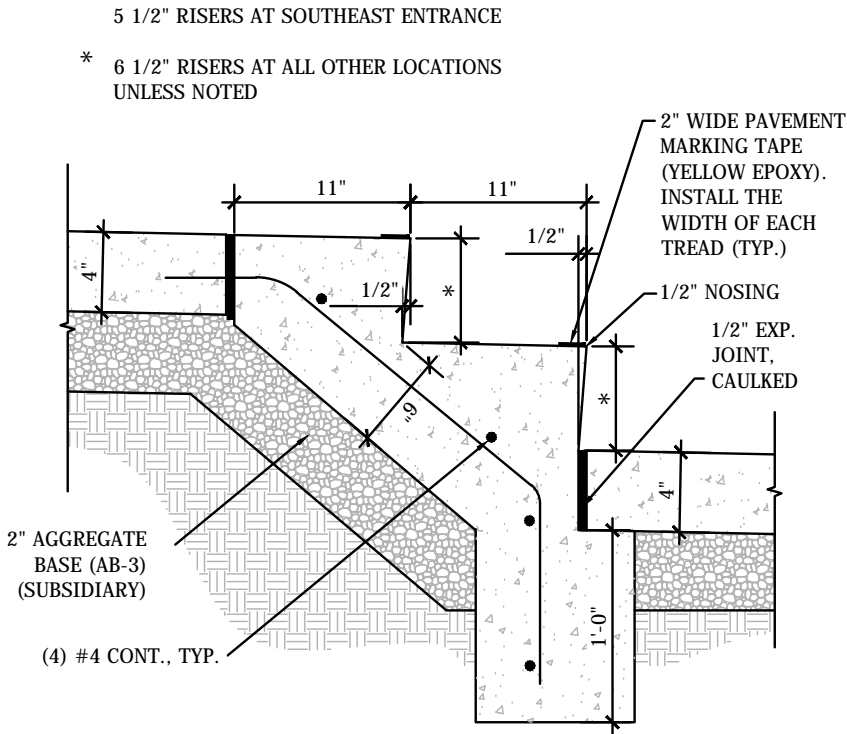 5 1/2" RISERS AT SOUTHEAST ENTRANCE
* 6 1/2" RISERS AT ALL OTHER LOCATIONS
UNLESS NOTED
2" WIDE PAVEMENT
MARKING TAPE
(YELLOW EPOXY).
INSTALL THE
WIDTH OF EACH
TREAD (TYP.)
11"
11"
1/2"
4"
1/2"
*
1/2" NOSING
1/2" EXP.
JOINT,
CAULKED
*
6"
4"
2" AGGREGATE
BASE (AB-3)
(SUBSIDIARY)
1'-0"
(4) #4 CONT., TYP.